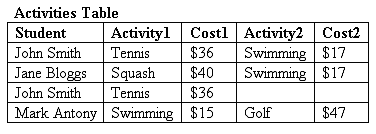 Activities Table
Student Activity1 Cost1 Activity2 Cost2
John Smith Tennis $36 Swimming $17
Jane Bloggs Squash $40 Swimming $17
John Smith Tennis $36
Mark Antony Swimming $15 Golf $47